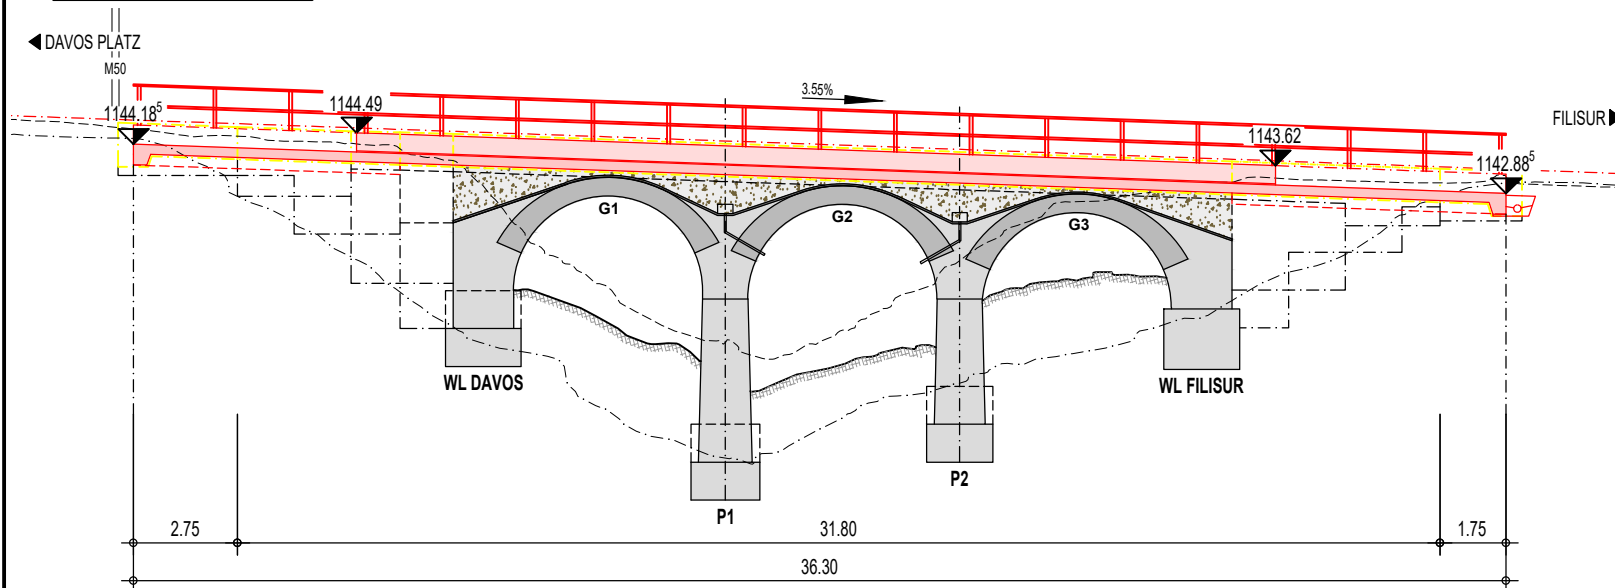 DAVOS PLATZ
M50
1144.18⁵
1144.49
3.55%
1143.62
FILISUR
1142.88⁵
G1
G2
G3
WL DAVOS
WL FILISUR
P2
P1
2.75
31.80
1.75
36.30